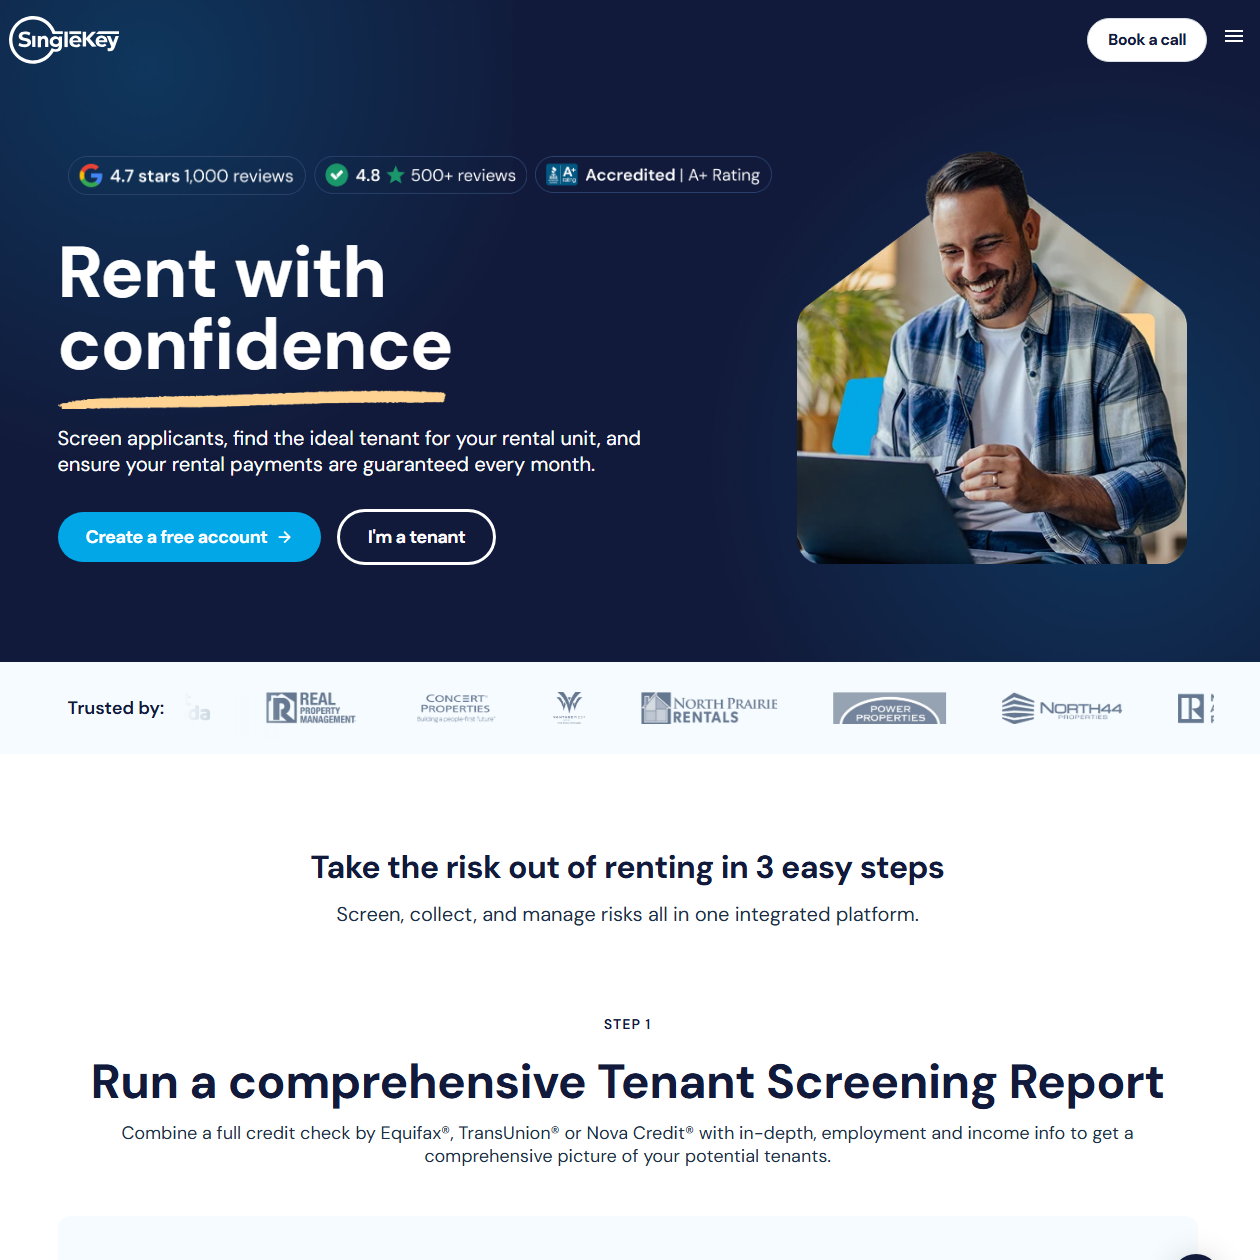 SingleKey
Book a call
4.7 stars 1,000 reviews
4.8 500+ reviews
A+ rating
Accredited | A+ Rating
Rent with
confidence
Screen applicants, find the ideal tenant for your rental unit, and
ensure your rental payments are guaranteed every month.
Create a free account →
I'm a tenant
Trusted by:
da
REAL
PROPERTY
MANAGEMENT
CONCERT
PROPERTIES
NORTH PRAIRIE
RENTALS
POWER
PROPERTIES
NORTH44
PROPERTIES
Take the risk out of renting in 3 easy steps
Screen, collect, and manage risks all in one integrated platform.
STEP 1
Run a comprehensive Tenant Screening Report
Combine a full credit check by Equifax®, TransUnion® or Nova Credit® with in-depth, employment and income info to get a
comprehensive picture of your potential tenants.